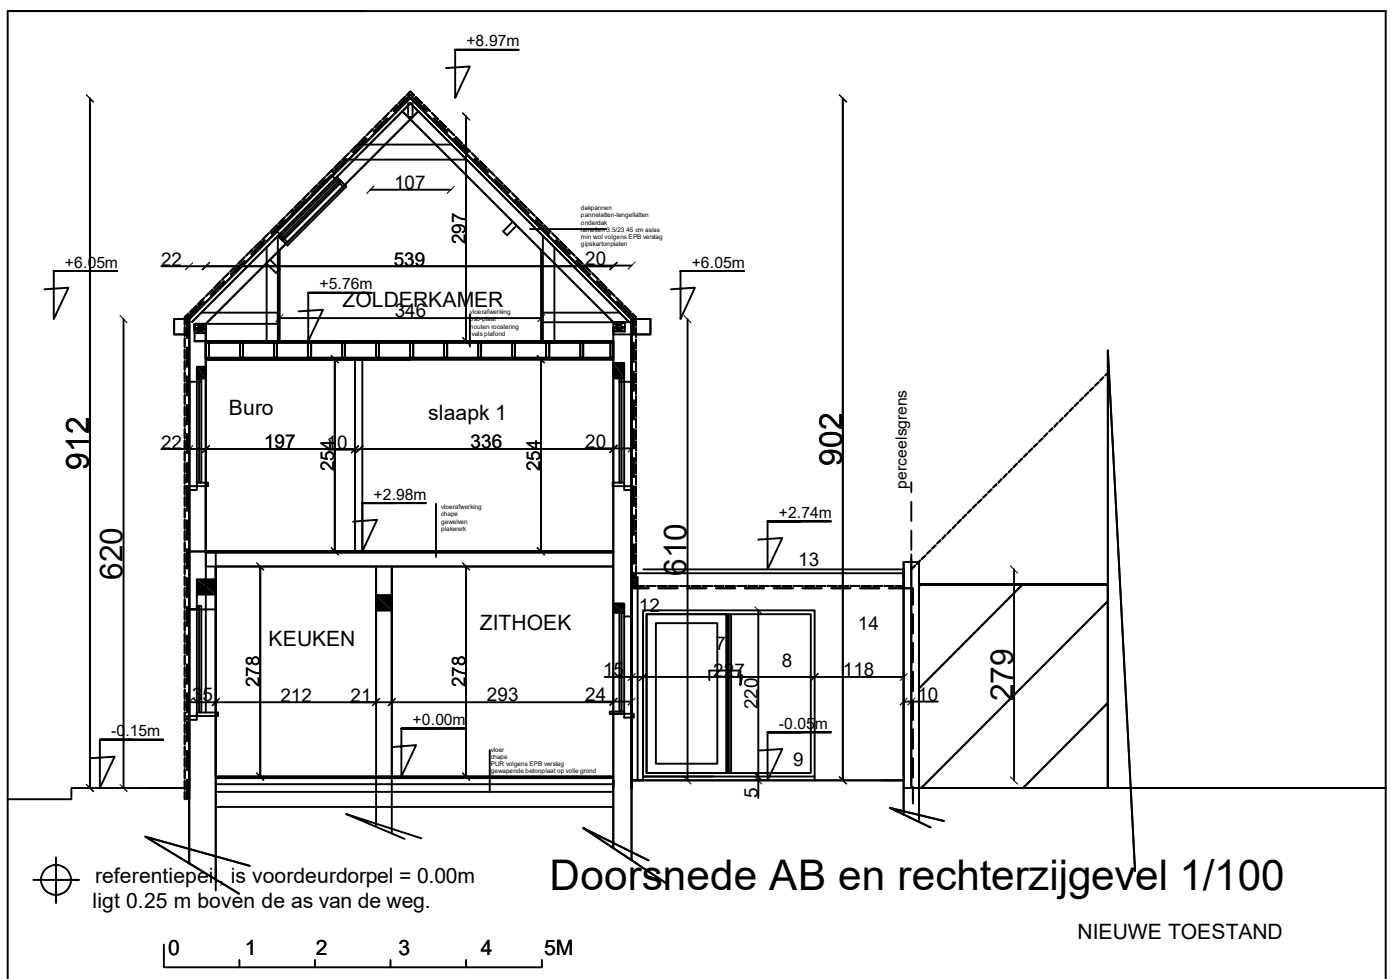 +8.97m
107
297
dakpannen
pannelatten-tengellatten
onderdak
min wol volgens EPB verslag
gipskartonplaten
22
539
20
+6.05m
+6.05m
+5.76m
ZOLDERKAMER
346
vloerafwerking
houten roostering
vals plafond
Buro
slaapk 1
912
902
perceelsgrens
22
197
10
254
336
254
20
+2.98m
vloerafwerking
chape
gewelven
plakwerk
+2.74m
620
610
13
12
14
KEUKEN
ZITHOEK
7
8
15
227
118
278
278
220
279
35
212
21
293
24
10
-0.15m
+0.00m
-0.05m
vloer
chape
PUR volgens EPB verslag
gewapende betonplaat op volle grond
9
5
referentiepeil, is voordeurdorpel = 0.00m
ligt 0.25 m boven de as van de weg.
Doorsnede AB en rechterzijgevel 1/100
NIEUWE TOESTAND
0 1 2 3 4 5M